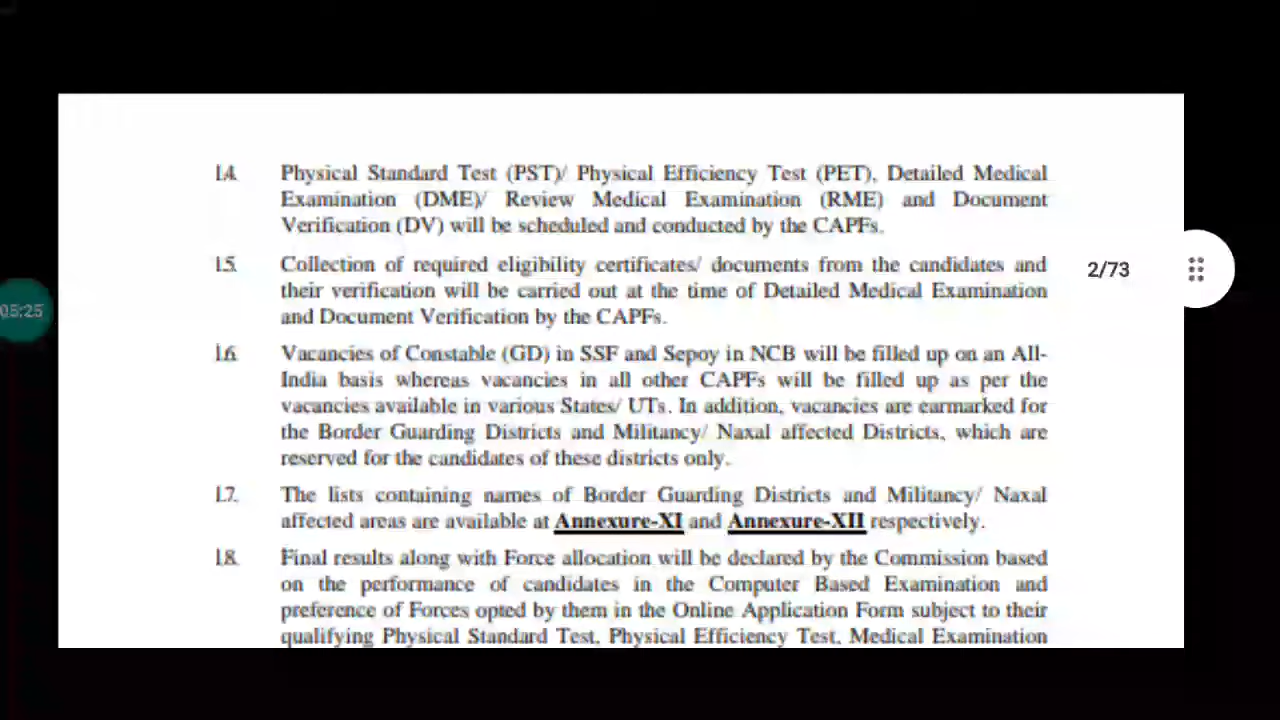 1.4. Physical Standard Test (PST)/ Physical Efficiency Test (PET), Detailed Medical
Examination (DME)/ Review Medical Examination (RME) and Document
Verification (DV) will be scheduled and conducted by the CAPFs.
1.5. Collection of required eligibility certificates/ documents from the candidates and
their verification will be carried out at the time of Detailed Medical Examination
and Document Verification by the CAPFs.
2/73
05:25
1.6. Vacancies of Constable (GD) in SSF and Sepoy in NCB will be filled up on an All-
India basis whereas vacancies in all other CAPFs will be filled up as per the
vacancies available in various States/ UTs. In addition, vacancies are earmarked for
the Border Guarding Districts and Militancy/ Naxal affected Districts, which are
reserved for the candidates of these districts only.
1.7. The lists containing names of Border Guarding Districts and Militancy/ Naxal
affected areas are available at Annexure-XI and Annexure-XII respectively.
1.8. Final results along with Force allocation will be declared by the Commission based
on the performance of candidates in the Computer Based Examination and
preference of Forces opted by them in the Online Application Form subject to their
qualifying Physical Standard Test, Physical Efficiency Test, Medical Examination